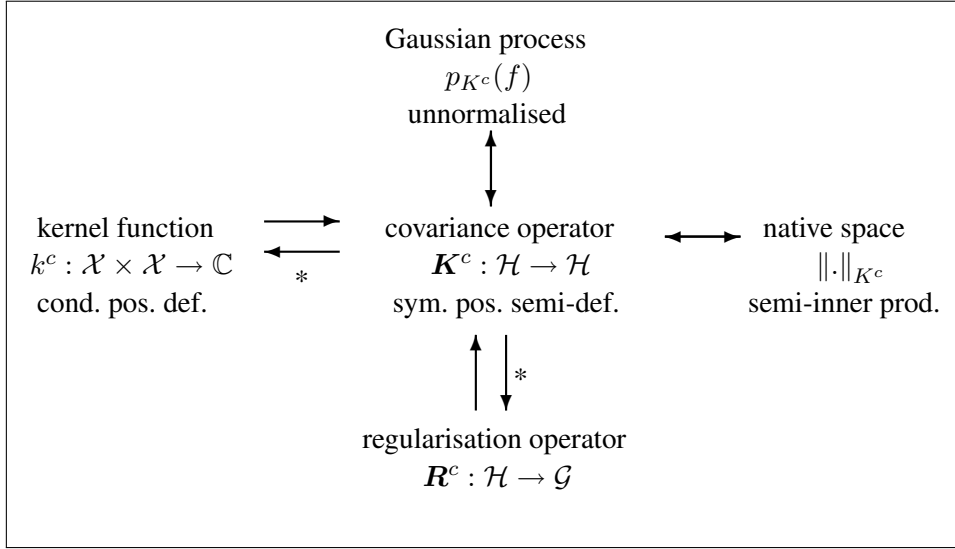 Gaussian process
p_{K^c}(f)
unnormalised
kernel function
k^c : 𝒳 × 𝒳 → ℂ
cond. pos. def.
*
covariance operator
K^c : ℋ → ℋ
sym. pos. semi-def.
native space
‖.‖_{K^c}
semi-inner prod.
*
regularisation operator
R^c : ℋ → 𝒢